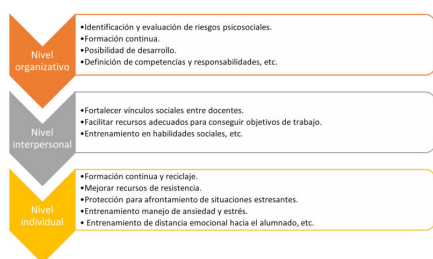 Nivel
organizativo
•Identificación y evaluación de riesgos psicosociales.
•Formación continua.
•Posibilidad de desarrollo.
•Definición de competencias y responsabilidades, etc.
Nivel
interpersonal
•Fortalecer vínculos sociales entre docentes.
•Facilitar recursos adecuados para conseguir objetivos de trabajo.
•Entrenamiento en habilidades sociales, etc.
Nivel
individual
•Formación continua y reciclaje.
•Mejorar recursos de resistencia.
•Protección para afrontamiento de situaciones estresantes.
•Entrenamiento manejo de ansiedad y estrés.
• Entrenamiento de distancia emocional hacia el alumnado, etc.